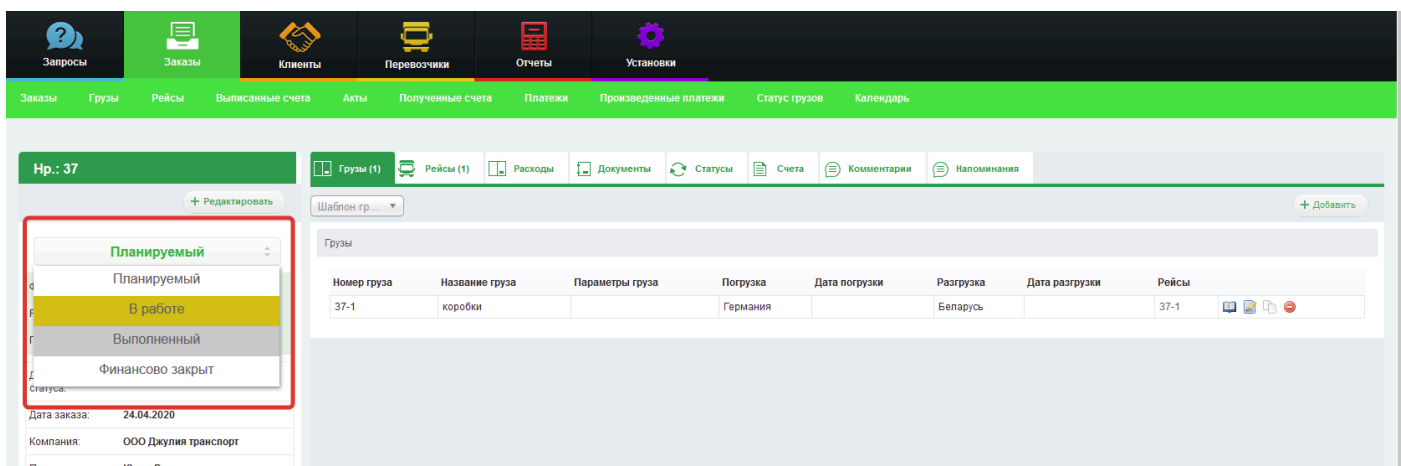 Запросы Заказы Клиенты Перевозчики Отчеты Установки
Заказы Грузы Рейсы Выписанные счета Акты Полученные счета Платежи Произведенные платежи Статус грузов Календарь
Нр.: 37
Грузы (1) Рейсы (1) Расходы Документы Статусы Счета Комментарии Напоминания
+ Редактировать
Шаблон гр... + Добавить
Планируемый
Планируемый
В работе
Выполненный
Финансово закрыт
статуса:
Дата заказа: 24.04.2020
Компания: ООО Джулия транспорт
Грузы
Номер груза Название груза Параметры груза Погрузка Дата погрузки Разгрузка Дата разгрузки Рейсы
37-1 коробки Германия Беларусь 37-1